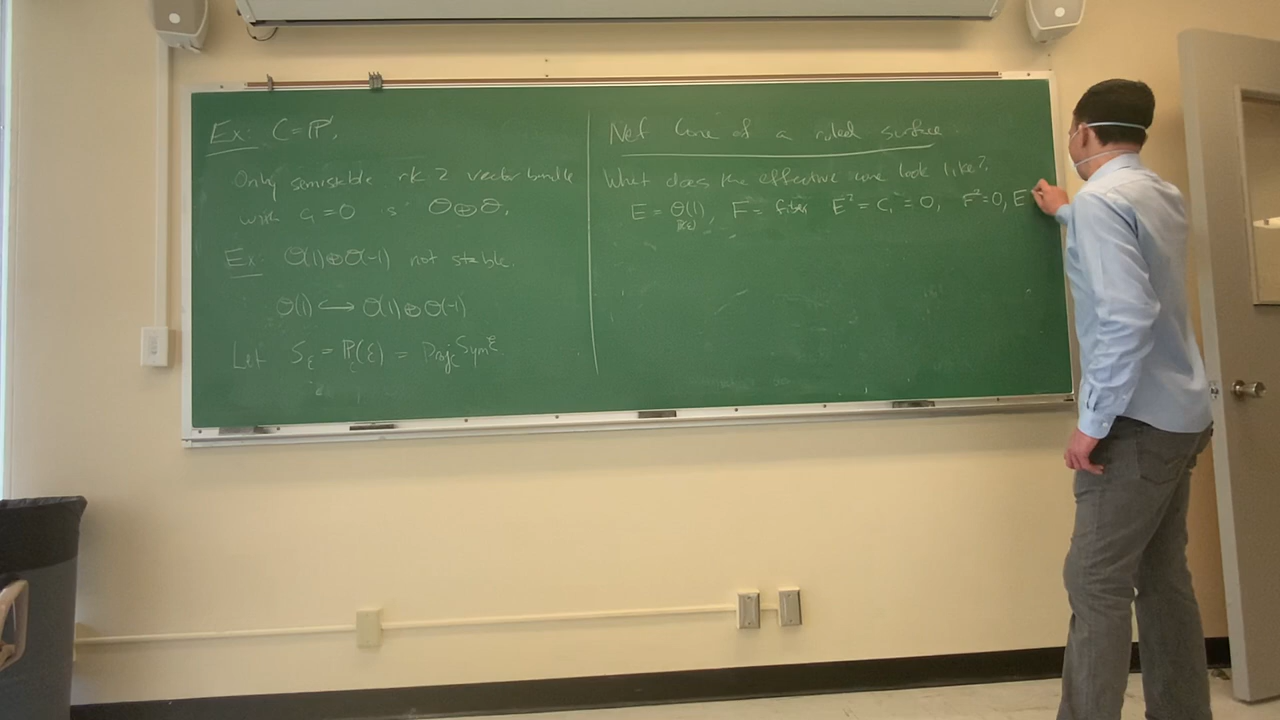 Ex: C=ℙ¹,
Only semistable rk 2 vector bundle
with c₁=0 is 𝒪⊕𝒪.
Ex: 𝒪(1)⊕𝒪(-1) not stable.
𝒪(1) ↪ 𝒪(1)⊕𝒪(-1)
Let S_ℰ = ℙ_C(ℰ) = Proj_C Sym ℰ
Nef Cone of a ruled surface
What does the effective cone look like?
E = 𝒪(1), F = fiber E² = C₁ = 0, F²=0, E
ℙ(ℰ)